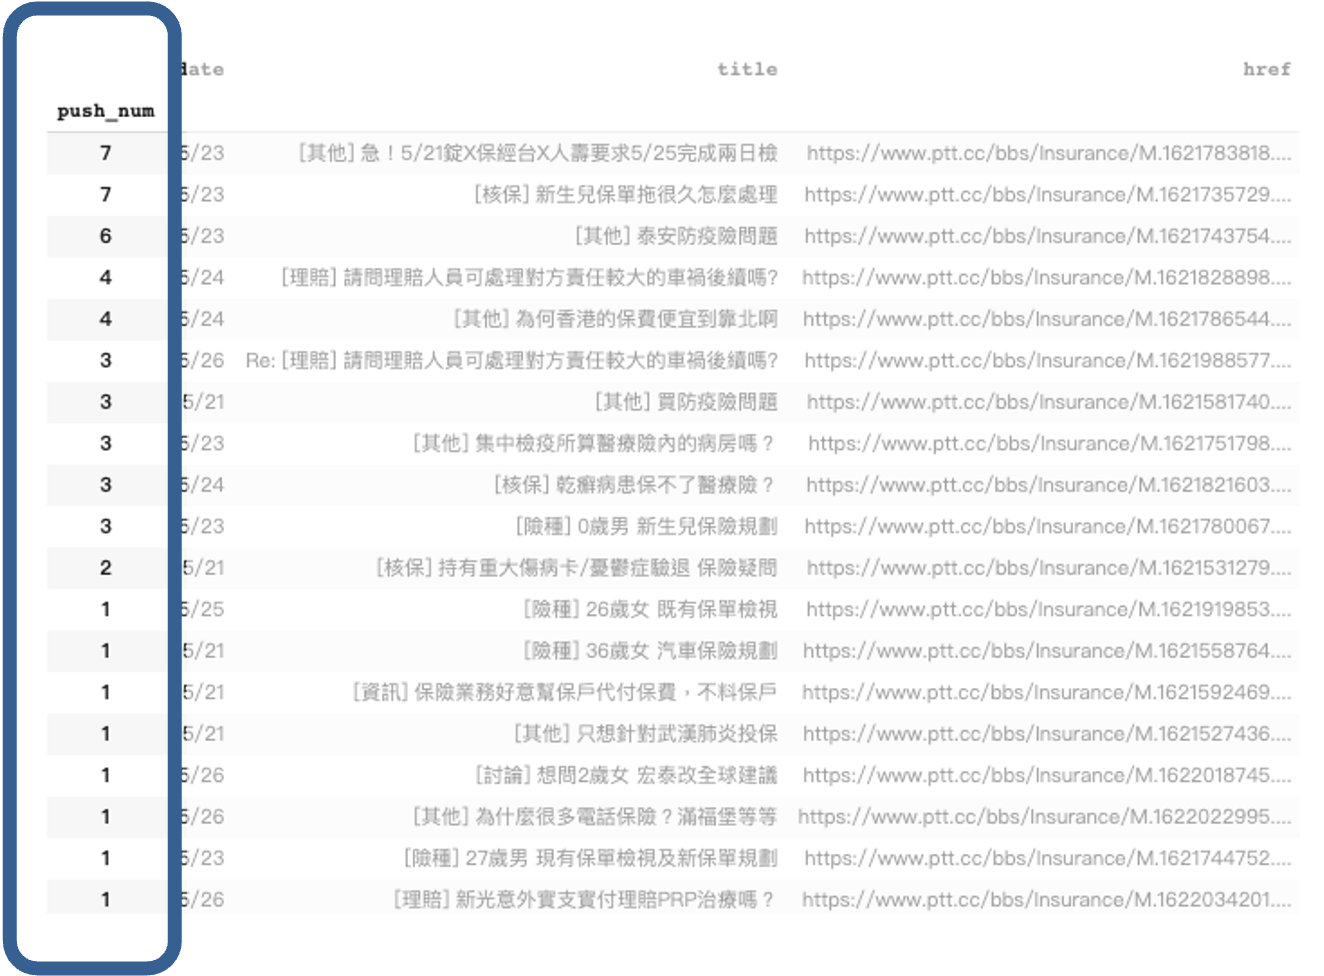 date title href
push_num
7 5/23 [其他] 急！5/21錠X保經台X人壽要求5/25完成兩日檢 https://www.ptt.cc/bbs/Insurance/M.1621783818....
7 5/23 [核保] 新生兒保單拖很久怎麼處理 https://www.ptt.cc/bbs/Insurance/M.1621735729....
6 5/23 [其他] 泰安防疫險問題 https://www.ptt.cc/bbs/Insurance/M.1621743754....
4 5/24 [理賠] 請問理賠人員可處理對方責任較大的車禍後續嗎? https://www.ptt.cc/bbs/Insurance/M.1621828898....
4 5/24 [其他] 為何香港的保費便宜到靠北啊 https://www.ptt.cc/bbs/Insurance/M.1621786544....
3 5/26 Re: [理賠] 請問理賠人員可處理對方責任較大的車禍後續嗎? https://www.ptt.cc/bbs/Insurance/M.1621988577....
3 5/21 [其他] 買防疫險問題 https://www.ptt.cc/bbs/Insurance/M.1621581740....
3 5/23 [其他] 集中檢疫所算醫療險內的病房嗎？ https://www.ptt.cc/bbs/Insurance/M.1621751798....
3 5/24 [核保] 乾癬病患保不了醫療險？ https://www.ptt.cc/bbs/Insurance/M.1621821603....
3 5/23 [險種] 0歲男 新生兒保險規劃 https://www.ptt.cc/bbs/Insurance/M.1621780067....
2 5/21 [核保] 持有重大傷病卡/憂鬱症驗退 保險疑問 https://www.ptt.cc/bbs/Insurance/M.1621531279....
1 5/25 [險種] 26歲女 既有保單檢視 https://www.ptt.cc/bbs/Insurance/M.1621919853....
1 5/21 [險種] 36歲女 汽車保險規劃 https://www.ptt.cc/bbs/Insurance/M.1621558764....
1 5/21 [資訊] 保險業務好意幫保戶代付保費，不料保戶 https://www.ptt.cc/bbs/Insurance/M.1621592469....
1 5/21 [其他] 只想針對武漢肺炎投保 https://www.ptt.cc/bbs/Insurance/M.1621527436....
1 5/26 [討論] 想問2歲女 宏泰改全球建議 https://www.ptt.cc/bbs/Insurance/M.1622018745....
1 5/26 [其他] 為什麼很多電話保險？滿福堡等等 https://www.ptt.cc/bbs/Insurance/M.1622022995....
1 5/23 [險種] 27歲男 現有保單檢視及新保單規劃 https://www.ptt.cc/bbs/Insurance/M.1621744752....
1 5/26 [理賠] 新光意外實支實付理賠PRP治療嗎？ https://www.ptt.cc/bbs/Insurance/M.1622034201....